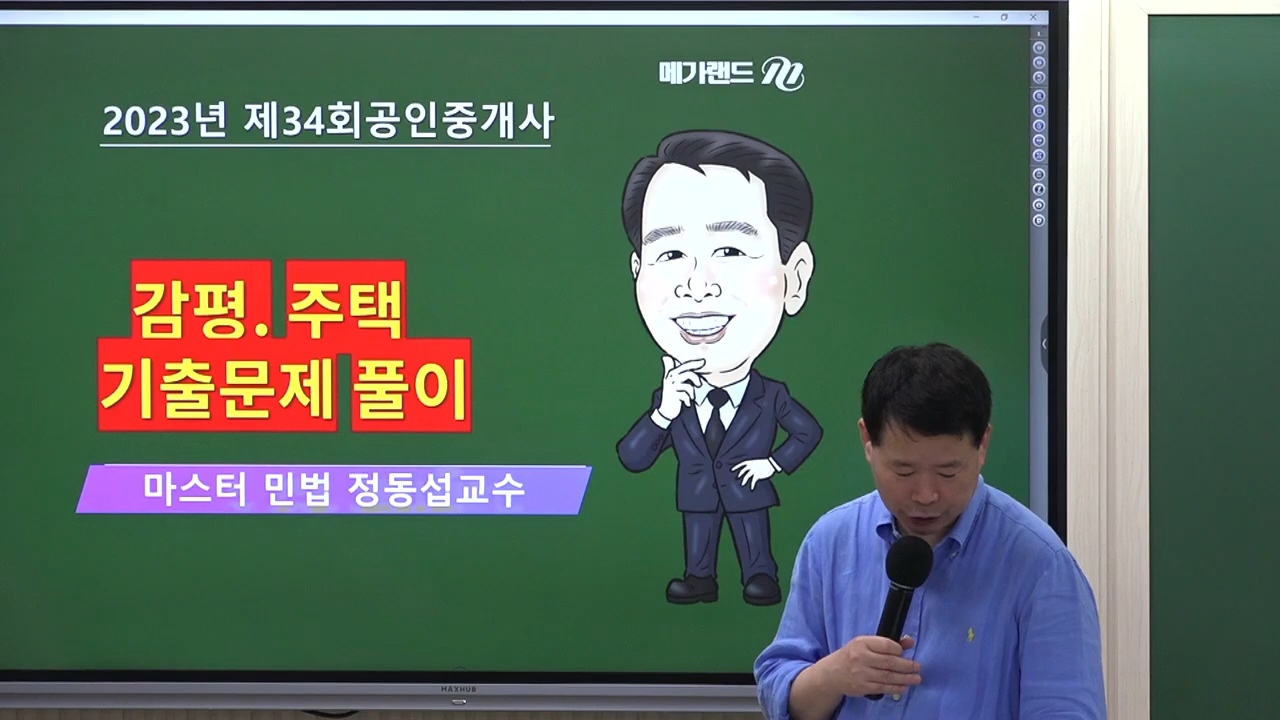 메가랜드
2023년 제34회공인중개사
감평. 주택
기출문제 풀이
마스터 민법 정동섭교수
MAXHUB